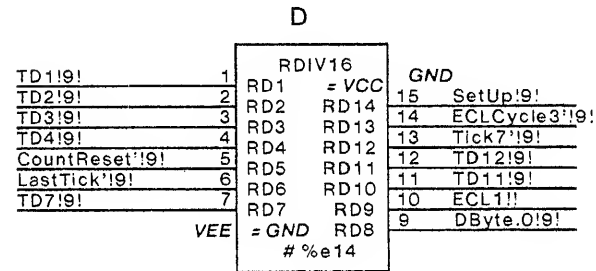 D
RDIV16
GND
TD1!9! 1 RD1 = VCC
TD2!9! 2 RD2 RD14 15 SetUp!9!
TD3!9! 3 RD3 RD13 14 ECLCycle3'!9!
TD4!9! 4 RD4 RD12 13 Tick7'!9!
CountReset'!9! 5 RD5 RD11 12 TD12!9!
LastTick'!9! 6 RD6 RD10 11 TD11!9!
TD7!9! 7 RD7 RD9 10 ECL1!!
VEE = GND RD8 9 DByte.0!9!
# %e14